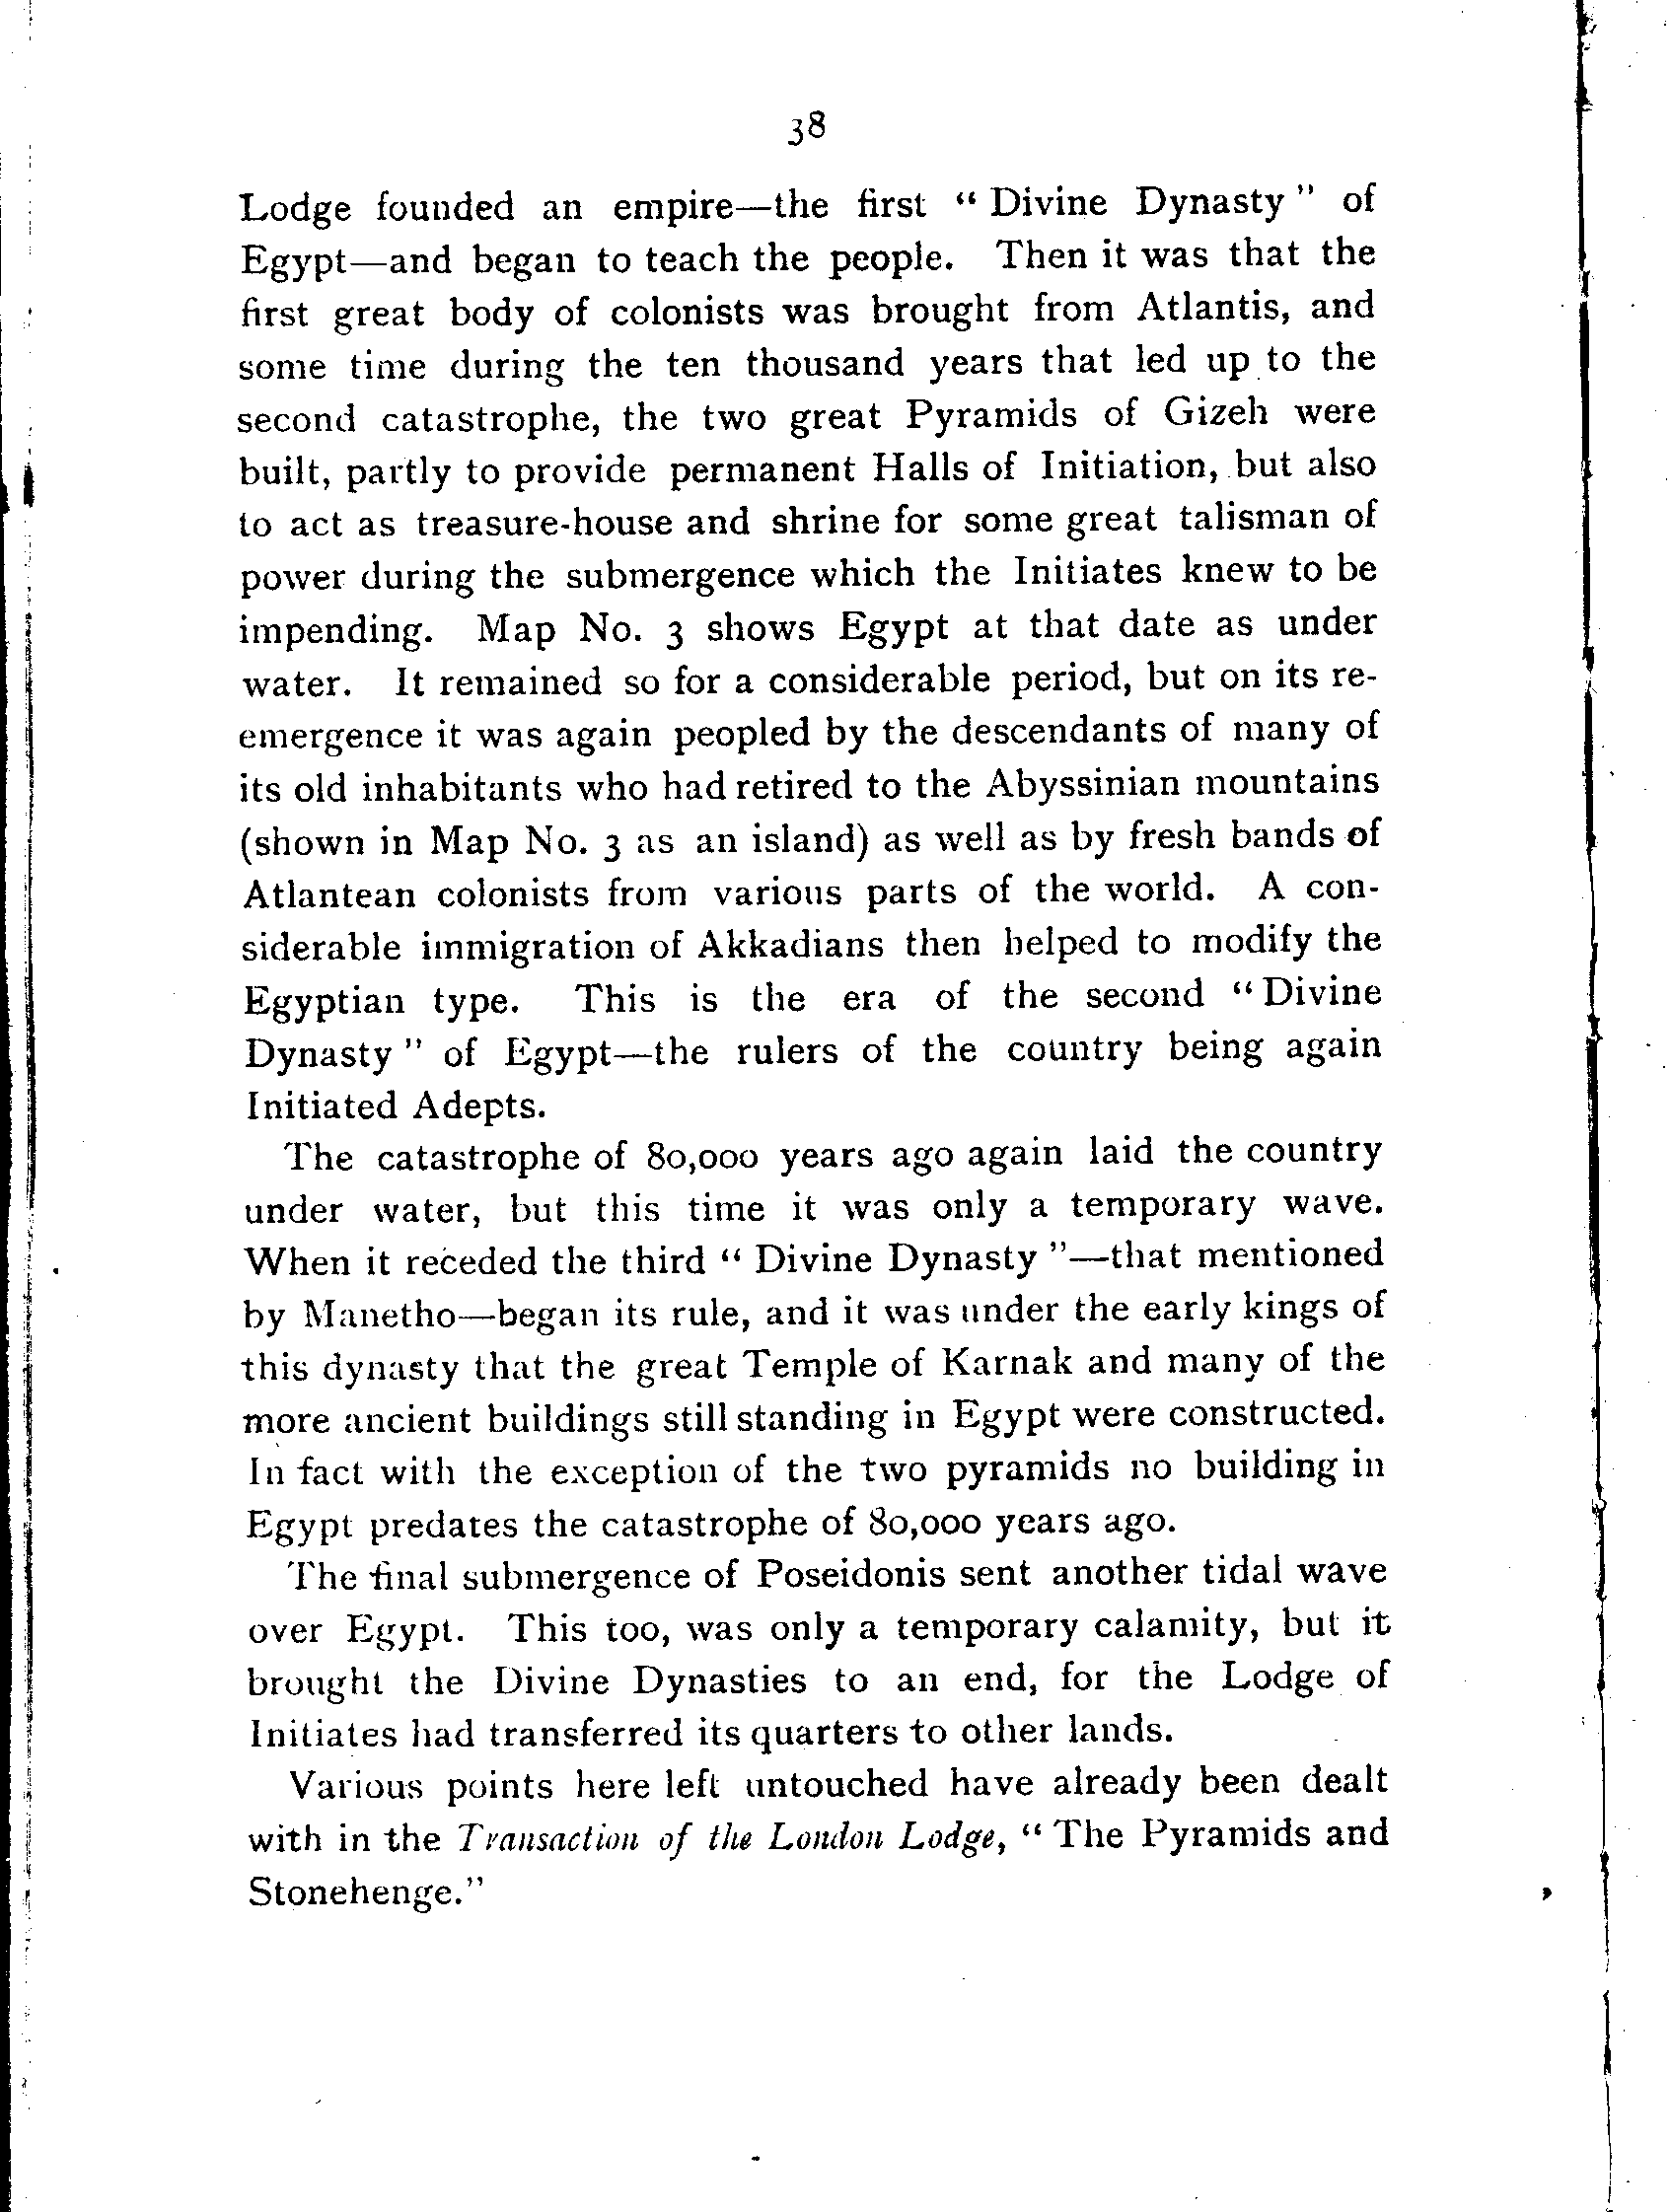 38
Lodge founded an empire—the first “ Divine Dynasty ” of
Egypt—and began to teach the people. Then it was that the
first great body of colonists was brought from Atlantis, and
some time during the ten thousand years that led up to the
second catastrophe, the two great Pyramids of Gizeh were
built, partly to provide permanent Halls of Initiation, but also
to act as treasure-house and shrine for some great talisman of
power during the submergence which the Initiates knew to be
impending. Map No. 3 shows Egypt at that date as under
water. It remained so for a considerable period, but on its re-
emergence it was again peopled by the descendants of many of
its old inhabitants who had retired to the Abyssinian mountains
(shown in Map No. 3 as an island) as well as by fresh bands of
Atlantean colonists from various parts of the world. A con-
siderable immigration of Akkadians then helped to modify the
Egyptian type. This is the era of the second “ Divine
Dynasty ” of Egypt—the rulers of the country being again
Initiated Adepts.
The catastrophe of 80,000 years ago again laid the country
under water, but this time it was only a temporary wave.
When it receded the third “ Divine Dynasty ”—that mentioned
by Manetho—began its rule, and it was under the early kings of
this dynasty that the great Temple of Karnak and many of the
more ancient buildings still standing in Egypt were constructed.
In fact with the exception of the two pyramids no building in
Egypt predates the catastrophe of 80,000 years ago.
The final submergence of Poseidonis sent another tidal wave
over Egypt. This too, was only a temporary calamity, but it
brought the Divine Dynasties to an end, for the Lodge of
Initiates had transferred its quarters to other lands.
Various points here left untouched have already been dealt
with in the Transaction of the London Lodge, “ The Pyramids and
Stonehenge.”